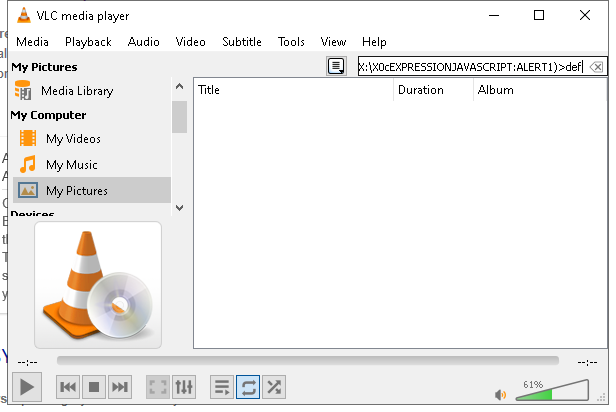 VLC media player
Media Playback Audio Video Subtitle Tools View Help
My Pictures
X:\X0cEXPRESSIONJAVASCRIPT:ALERT1)>def
Media Library
Title Duration Album
My Computer
My Videos
My Music
My Pictures
Devices
--:--
--:--
61%